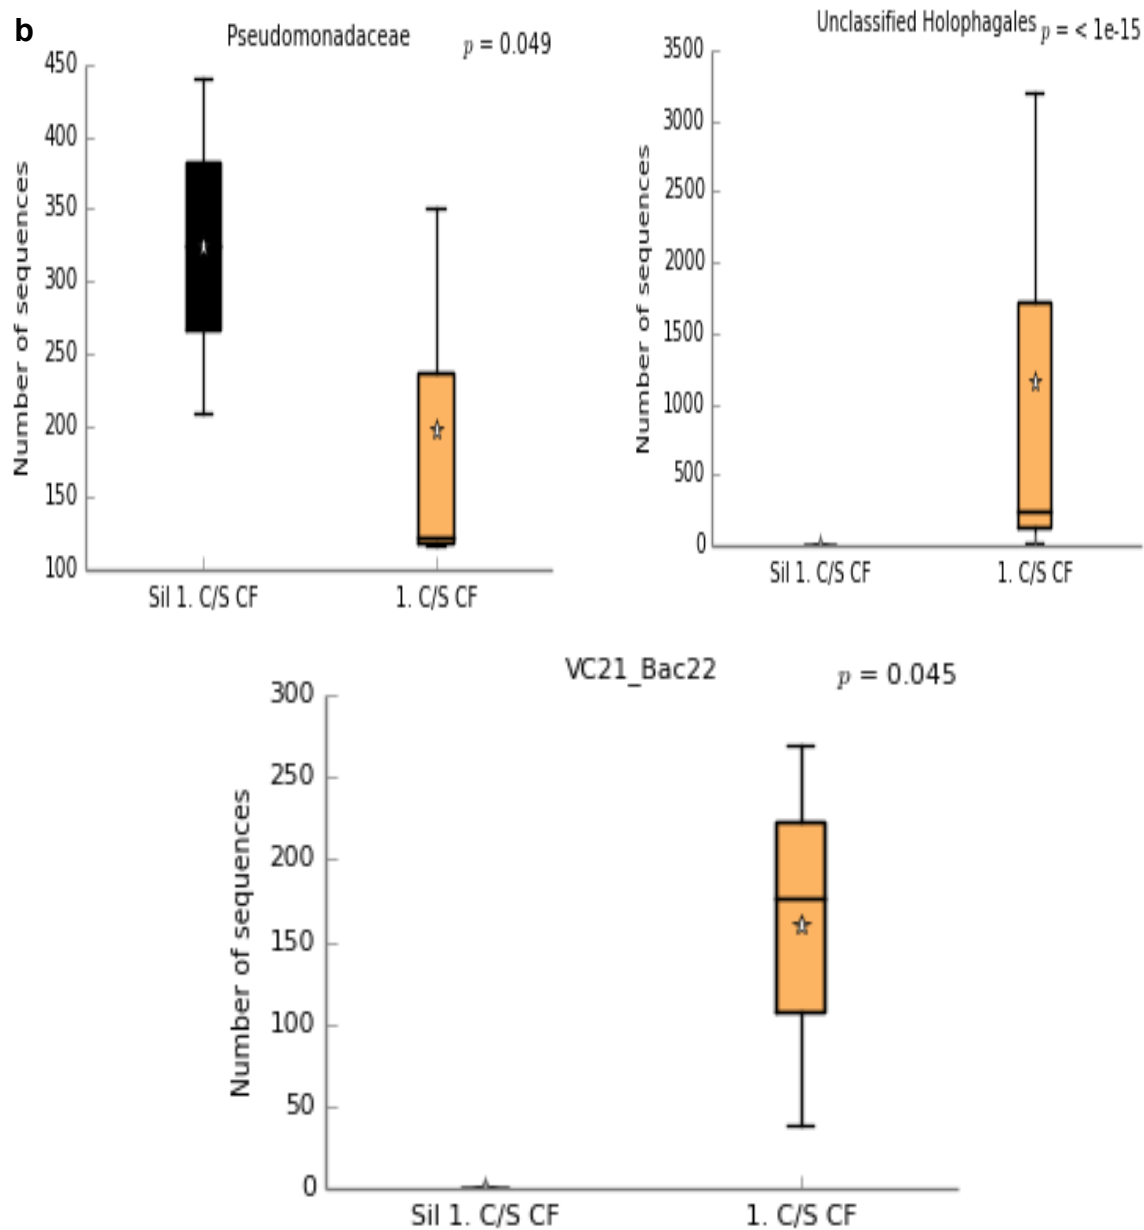 b
Pseudomonadaceae
p = 0.049
Number of sequences
450
400
350
300
250
200
150
100
Sil 1. C/S CF
1. C/S CF
Unclassified Holophagales
p = < 1e-15
Number of sequences
3500
3000
2500
2000
1500
1000
500
0
Sil 1. C/S CF
1. C/S CF
VC21_Bac22
p = 0.045
Number of sequences
300
250
200
150
100
50
0
Sil 1. C/S CF
1. C/S CF